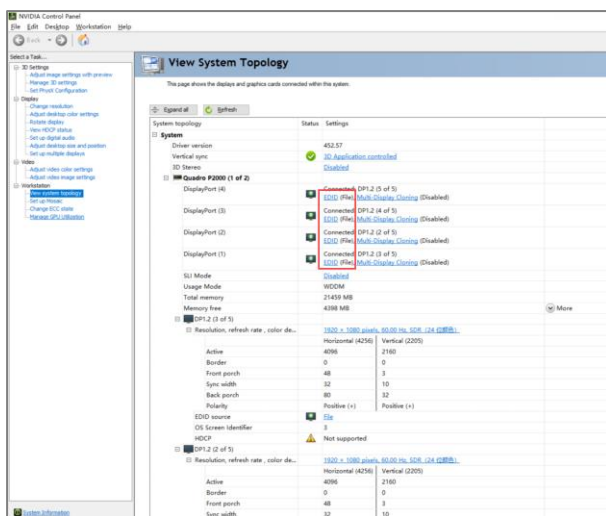 NVIDIA Control Panel
File Edit Desktop Workstation Help
Back
Select a Task...
3D Settings
Adjust image settings with preview
Manage 3D settings
Set PhysX Configuration
Display
Change resolution
Adjust desktop color settings
Rotate display
View HDCP status
Set up digital audio
Adjust desktop size and position
Set up multiple displays
Video
Adjust video color settings
Adjust video image settings
Workstation
View system topology
Set up Mosaic
Change ECC state
Manage GPU Utilization
System Information
View System Topology
This page shows the displays and graphics cards connected within the system.
Expand all Refresh
System topology Status Settings
System
Driver version 452.57
Vertical sync 3D Application controlled
3D Stereo Disabled
Quadro P2000 (1 of 2)
DisplayPort (4) Connected, DP1.2 (5 of 5)
EDID (File), Multi-Display Cloning (Disabled)
DisplayPort (3) Connected, DP1.2 (4 of 5)
EDID (File), Multi-Display Cloning (Disabled)
DisplayPort (2) Connected, DP1.2 (2 of 5)
EDID (File), Multi-Display Cloning (Disabled)
DisplayPort (1) Connected, DP1.2 (3 of 5)
EDID (File), Multi-Display Cloning (Disabled)
SLI Mode Disabled
Usage Mode WDDM
Total memory 21459 MB
Memory free 4398 MB More
DP1.2 (3 of 5)
Resolution, refresh rate , color de... 1920 × 1080 pixels, 60.00 Hz, SDR (24 位颜色)
Horizontal (4256) Vertical (2205)
Active 4096 2160
Border 0 0
Front porch 48 3
Sync width 32 10
Back porch 80 32
Polarity Positive (+) Positive (+)
EDID source File
OS Screen Identifier 3
HDCP Not supported
DP1.2 (2 of 5)
Resolution, refresh rate , color de... 1920 × 1080 pixels, 60.00 Hz, SDR (24 位颜色)
Horizontal (4256) Vertical (2205)
Active 4096 2160
Border 0 0
Front porch 48 3
Sync width 32 10